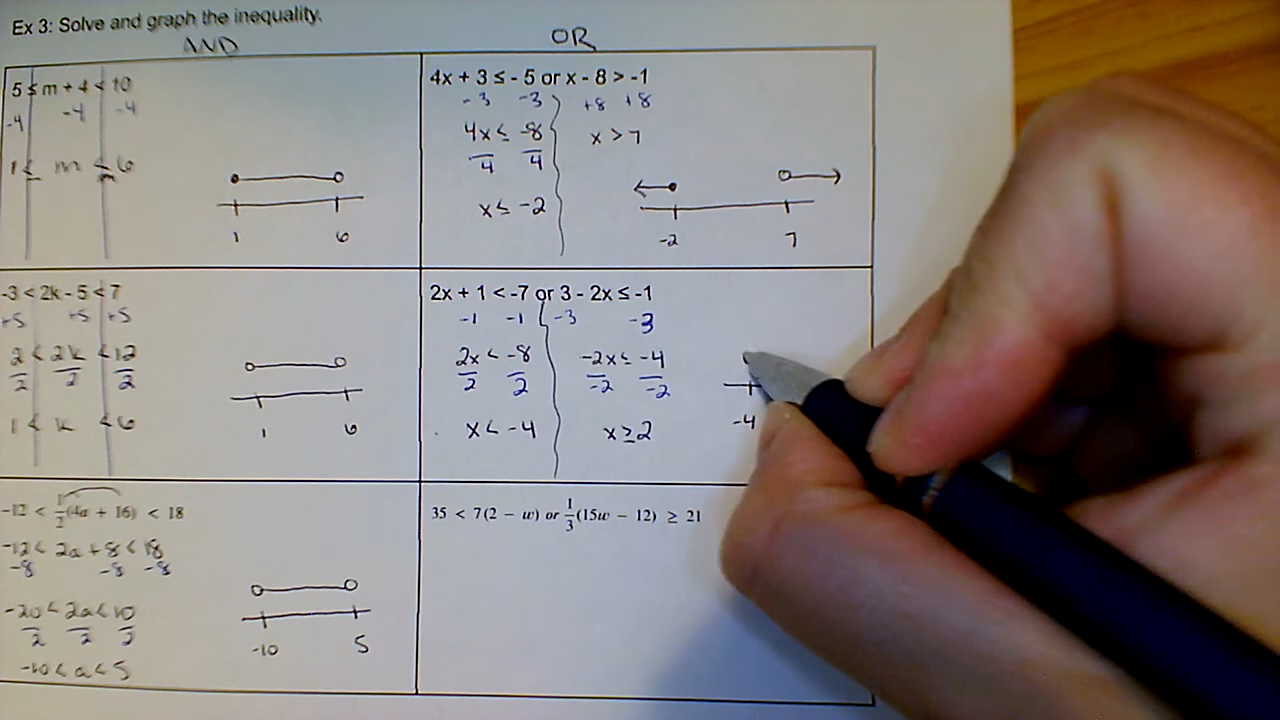 Ex 3: Solve and graph the inequality.
AND
OR
5 ≤ m + 4 < 10
-4 -4 -4
1 ≤ m < 6
1 6
4x + 3 ≤ - 5 or x - 8 > -1
-3 -3 +8 +8
4x ≤ -8 x > 7
4 4
x ≤ -2
-2 7
-3 < 2k - 5 < 7
+5 +5 +5
2 < 2k < 12
2 2 2
1 < k < 6
1 6
2x + 1 < -7 or 3 - 2x ≤ -1
-1 -1 -3 -3
2x < -8 -2x ≤ -4
2 2 -2 -2
x < -4 x ≥ 2
-4
-12 < 1/2(4a + 16) < 18
-12 < 2a + 8 < 18
-8 -8 -8
-20 < 2a < 10
2 2 2
-10 < a < 5
-10 5
35 < 7(2 - w) or 1/3(15w - 12) ≥ 21